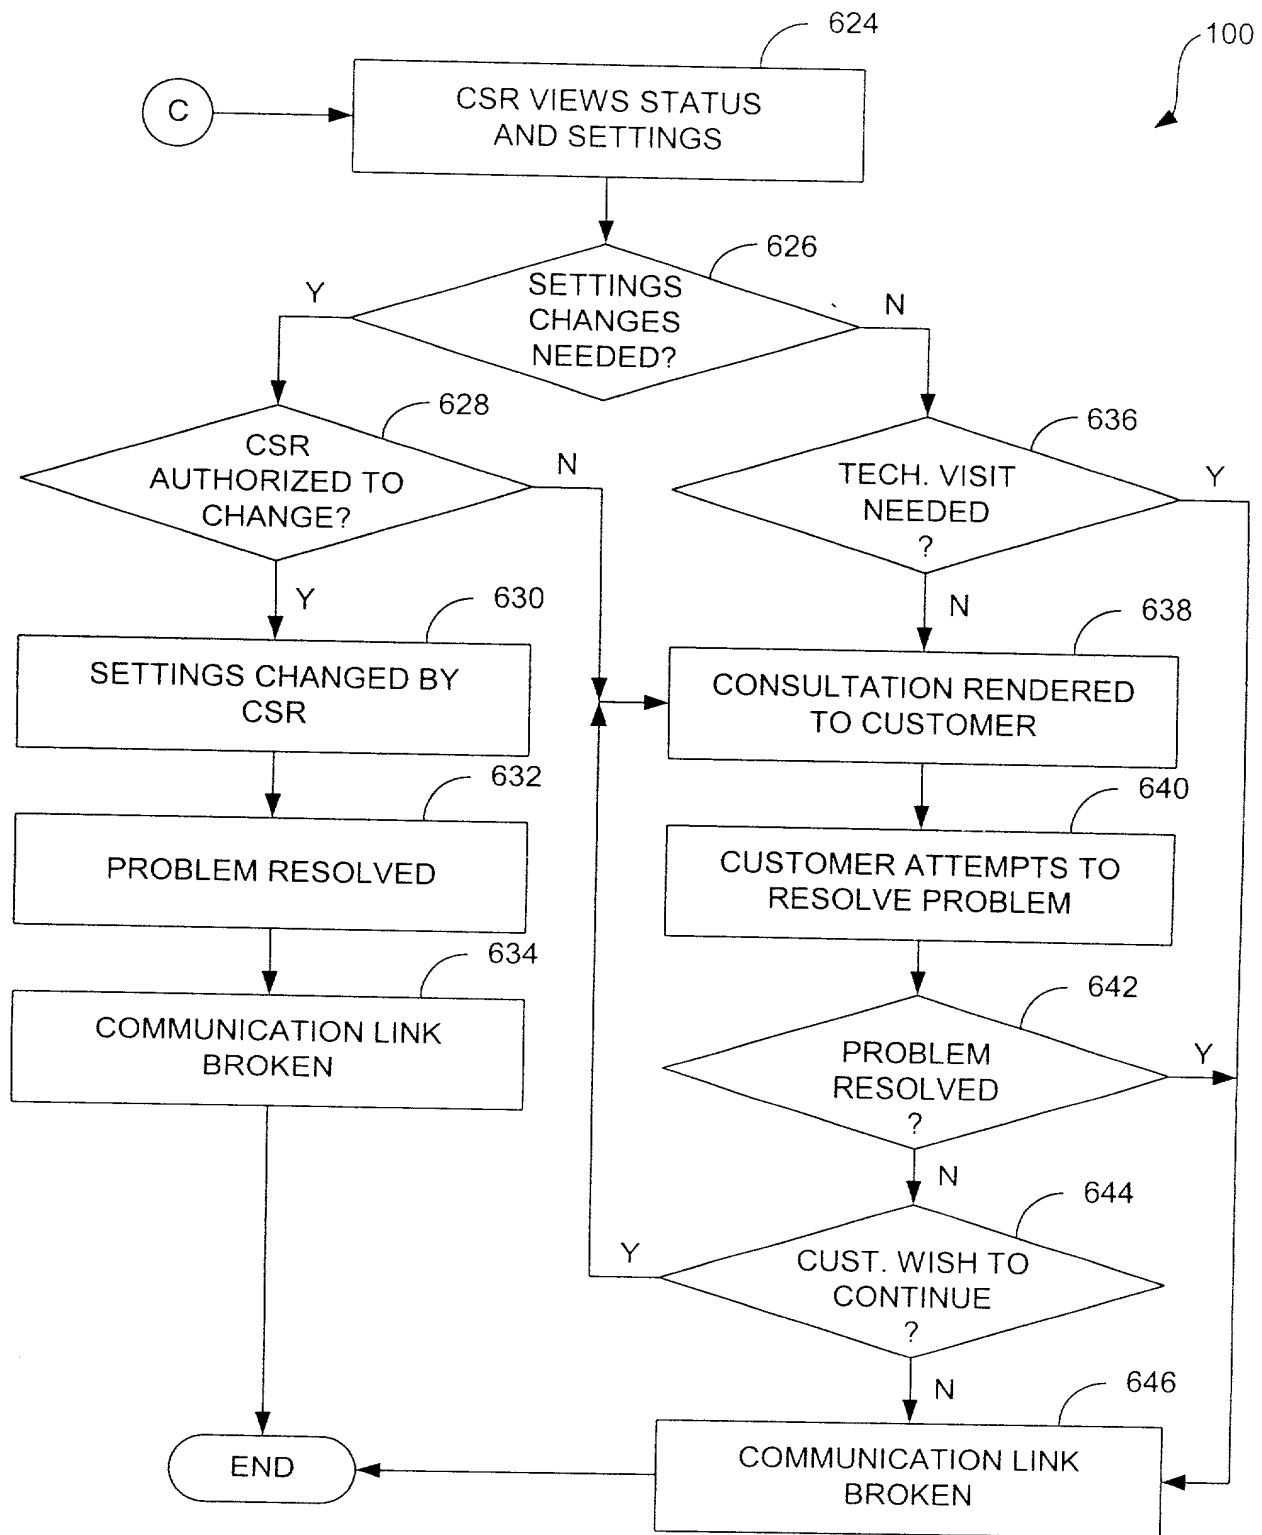 624
100
C
CSR VIEWS STATUS
AND SETTINGS
626
Y
SETTINGS
CHANGES
NEEDED?
N
628
CSR
AUTHORIZED TO
CHANGE?
N
636
TECH. VISIT
NEEDED
?
Y
Y
630
N
638
SETTINGS CHANGED BY
CSR
CONSULTATION RENDERED
TO CUSTOMER
632
640
PROBLEM RESOLVED
CUSTOMER ATTEMPTS TO
RESOLVE PROBLEM
634
642
COMMUNICATION LINK
BROKEN
PROBLEM
RESOLVED
?
Y
N
644
Y
CUST. WISH TO
CONTINUE
?
N
646
END
COMMUNICATION LINK
BROKEN